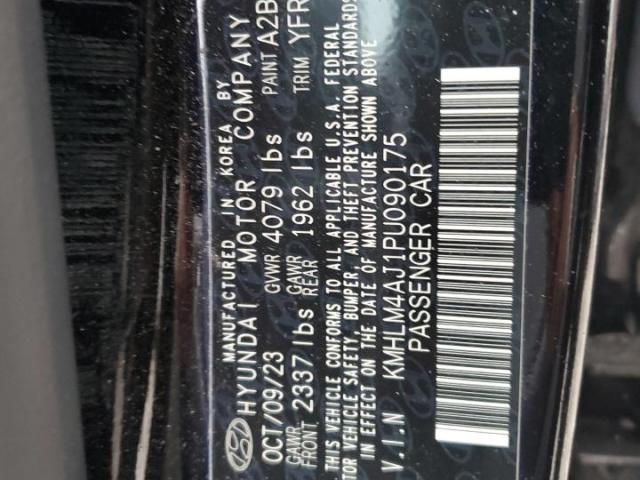 MANUFACTURED IN KOREA BY
HYUNDAI MOTOR COMPANY PAINT A2B
OCT/09/23 GVWR 4079 lbs TRIM YFR
GAWR FRONT 2337 lbs GAWR REAR 1962 lbs
THIS VEHICLE CONFORMS TO ALL APPLICABLE U.S.A. FEDERAL
TOR VEHICLE SAFETY, BUMPER, AND THEFT PREVENTION STANDARDS
IN EFFECT ON THE DATE OF MANUFACTURE SHOWN ABOVE
V.I.N KMHLM4AJ1PU090175
PASSENGER CAR